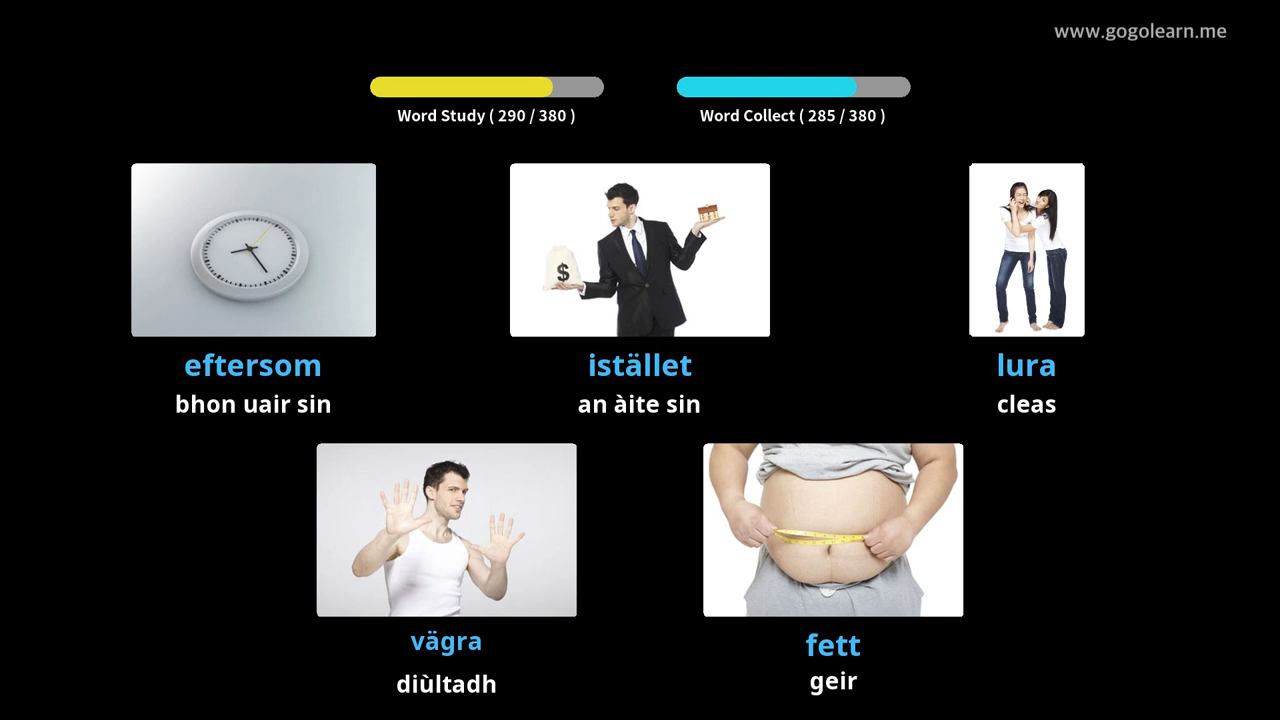 www.gogolearn.me
Word Study ( 290 / 380 )
Word Collect ( 285 / 380 )
$
eftersom
bhon uair sin
istället
an àite sin
lura
cleas
vägra
diùltadh
fett
geir